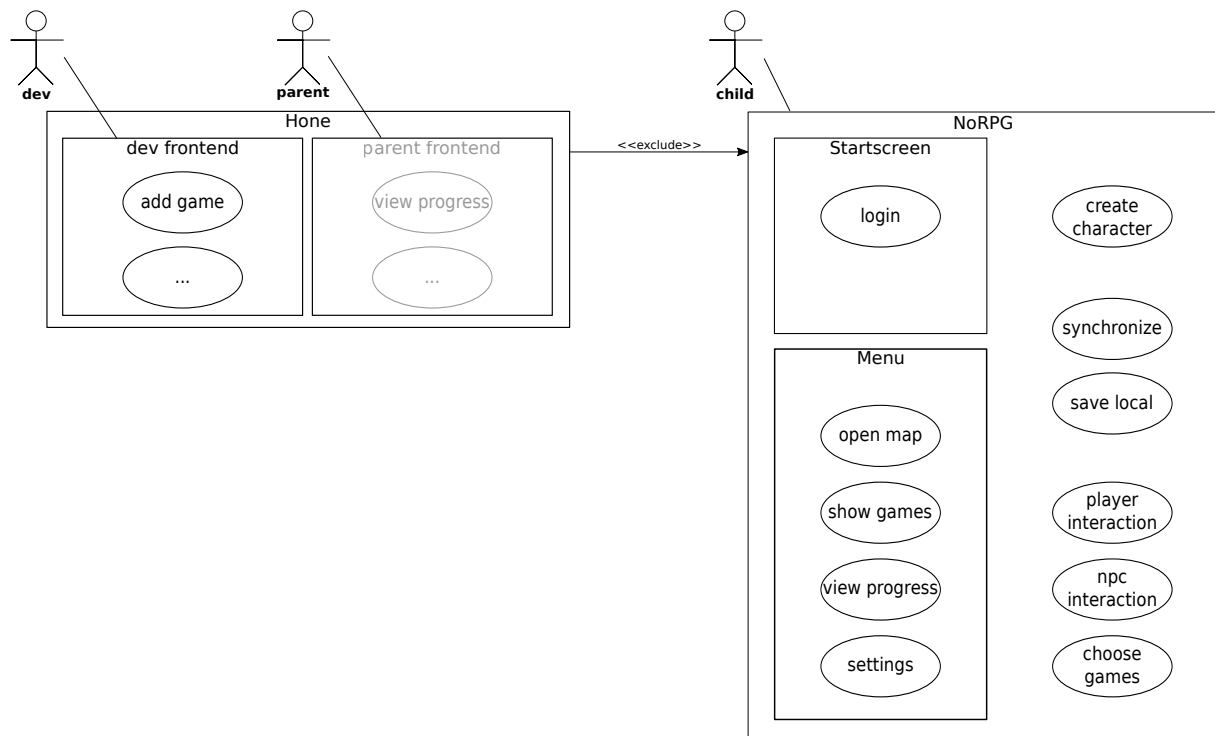 dev
parent
child
Hone
dev frontend
add game
...
parent frontend
view progress
...
<<exclude>>
NoRPG
Startscreen
login
Menu
open map
show games
view progress
settings
create
character
synchronize
save local
player
interaction
npc
interaction
choose
games